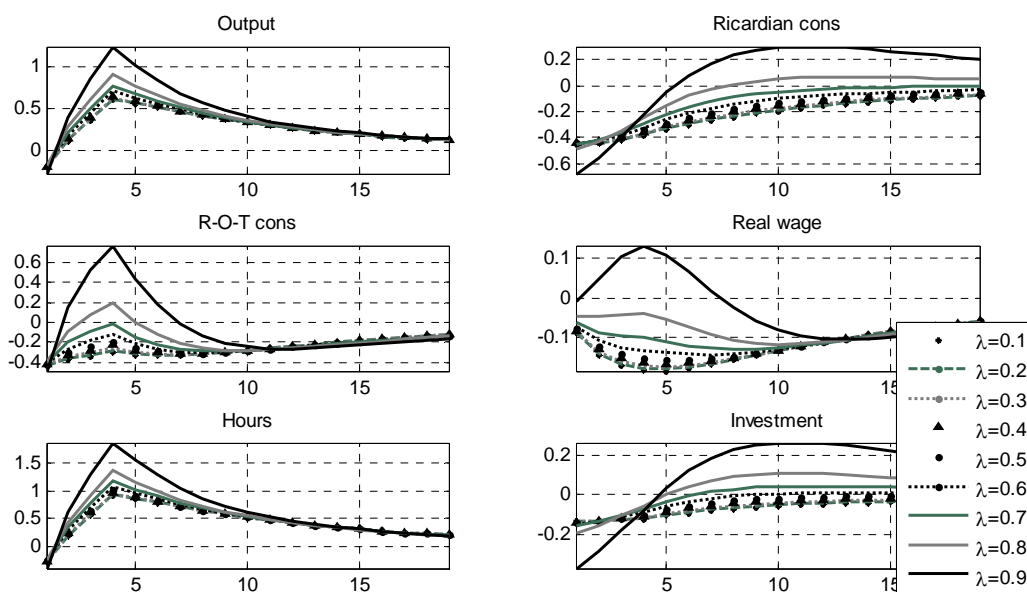 Output
1
0.5
0
5 10 15
Ricardian cons
0.2
0
-0.2
-0.4
-0.6
5 10 15
R-O-T cons
0.6
0.4
0.2
0
-0.2
-0.4
5 10 15
Real wage
0.1
0
-0.1
5 10 15
Hours
1.5
1
0.5
0
5 10 15
Investment
0.2
0
-0.2
5 10 15
λ=0.1
λ=0.2
λ=0.3
λ=0.4
λ=0.5
λ=0.6
λ=0.7
λ=0.8
λ=0.9